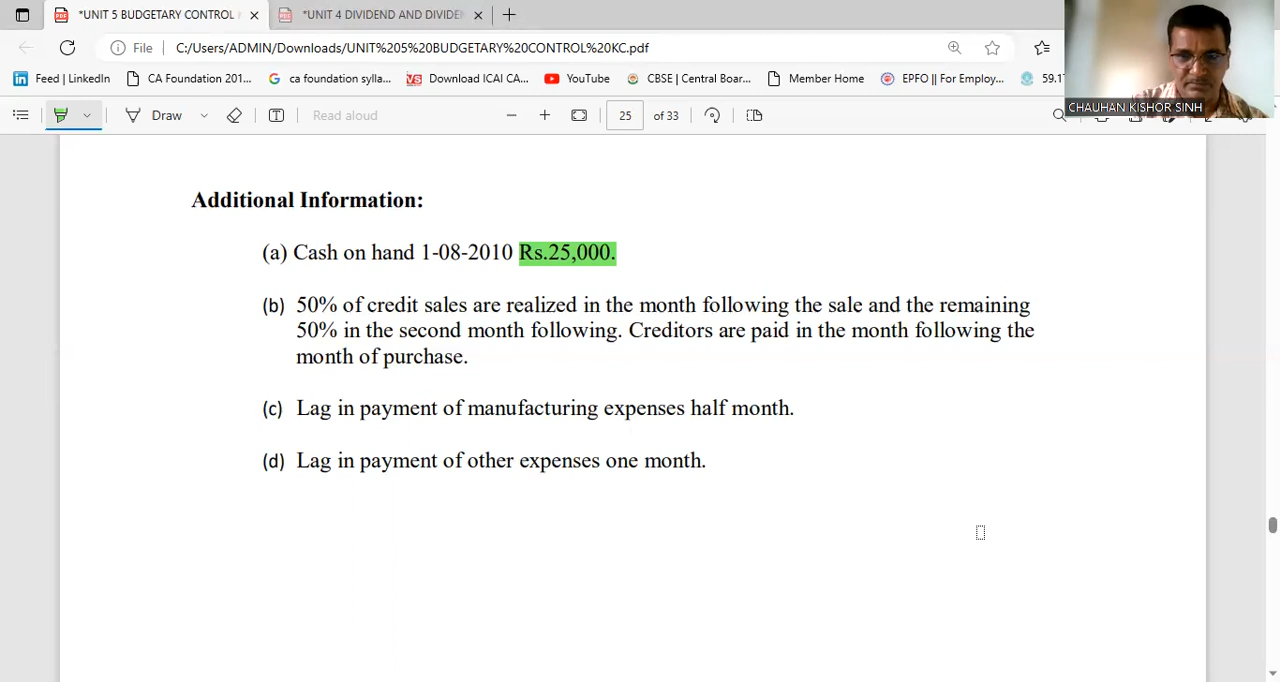 *UNIT 5 BUDGETARY CONTROL
*UNIT 4 DIVIDEND AND DIVIDE
File C:/Users/ADMIN/Downloads/UNIT%205%20BUDGETARY%20CONTROL%20KC.pdf
Feed | LinkedIn CA Foundation 201... ca foundation sylla... Download ICAI CA... YouTube CBSE | Central Boar... Member Home EPFO || For Employ... 59.1
CHAUHAN KISHOR SINH
Draw Read aloud 25 of 33
Additional Information:
(a) Cash on hand 1-08-2010 Rs.25,000.
(b) 50% of credit sales are realized in the month following the sale and the remaining
50% in the second month following. Creditors are paid in the month following the
month of purchase.
(c) Lag in payment of manufacturing expenses half month.
(d) Lag in payment of other expenses one month.